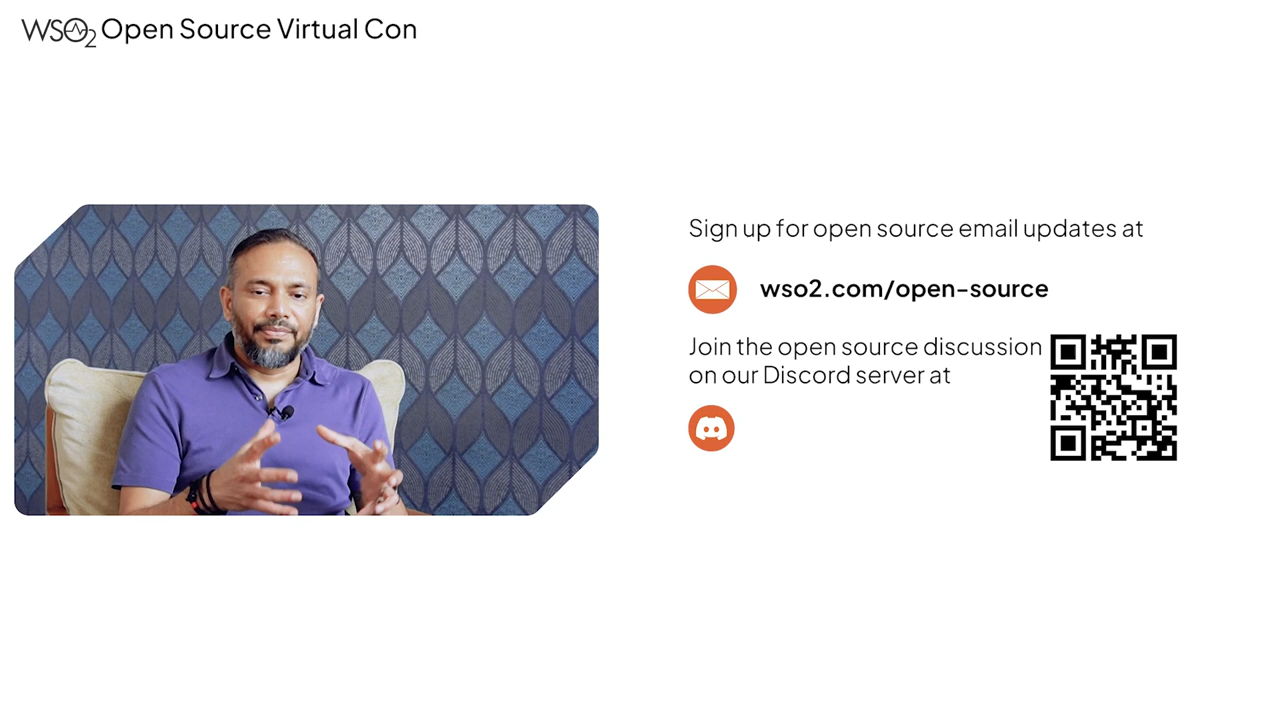 WSO2 Open Source Virtual Con
Sign up for open source email updates at
wso2.com/open-source
Join the open source discussion
on our Discord server at